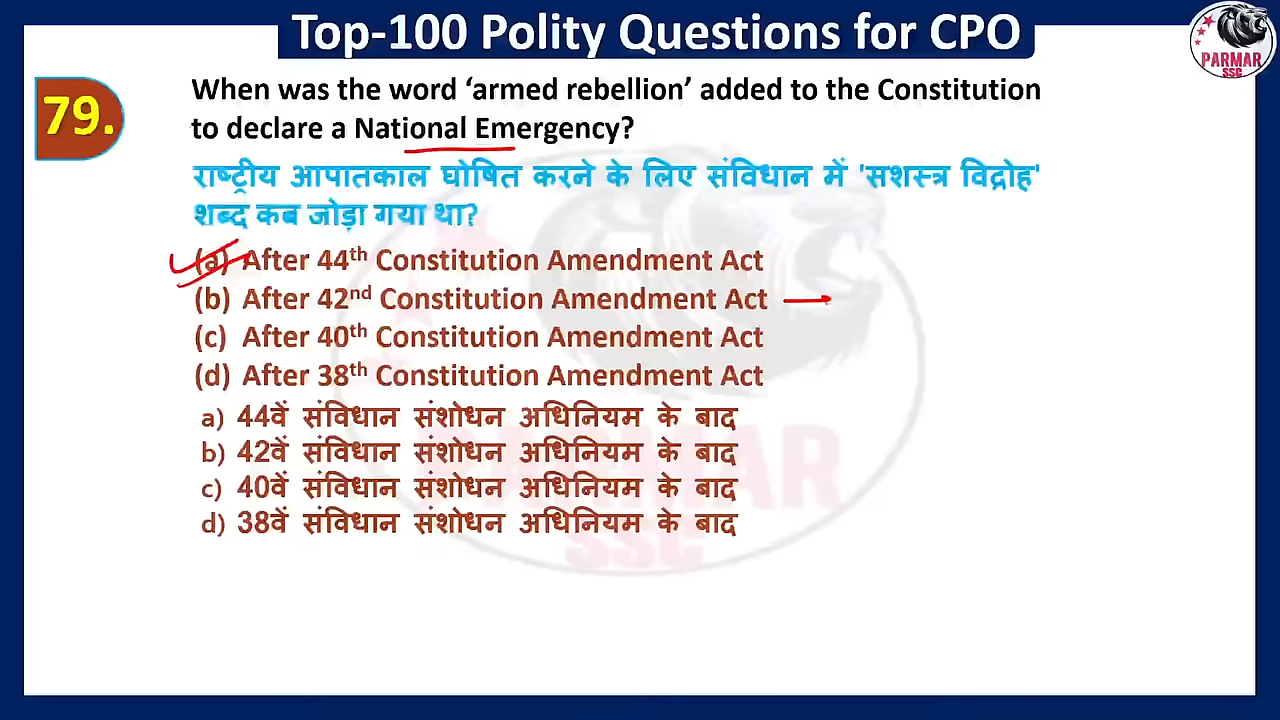 Top-100 Polity Questions for CPO
PARMAR
SSC
79.
When was the word ‘armed rebellion’ added to the Constitution
to declare a National Emergency?
राष्ट्रीय आपातकाल घोषित करने के लिए संविधान में 'सशस्त्र विद्रोह'
शब्द कब जोड़ा गया था?
(a) After 44th Constitution Amendment Act
(b) After 42nd Constitution Amendment Act
(c) After 40th Constitution Amendment Act
(d) After 38th Constitution Amendment Act
a) 44वें संविधान संशोधन अधिनियम के बाद
b) 42वें संविधान संशोधन अधिनियम के बाद
c) 40वें संविधान संशोधन अधिनियम के बाद
d) 38वें संविधान संशोधन अधिनियम के बाद
PARMAR
SSC